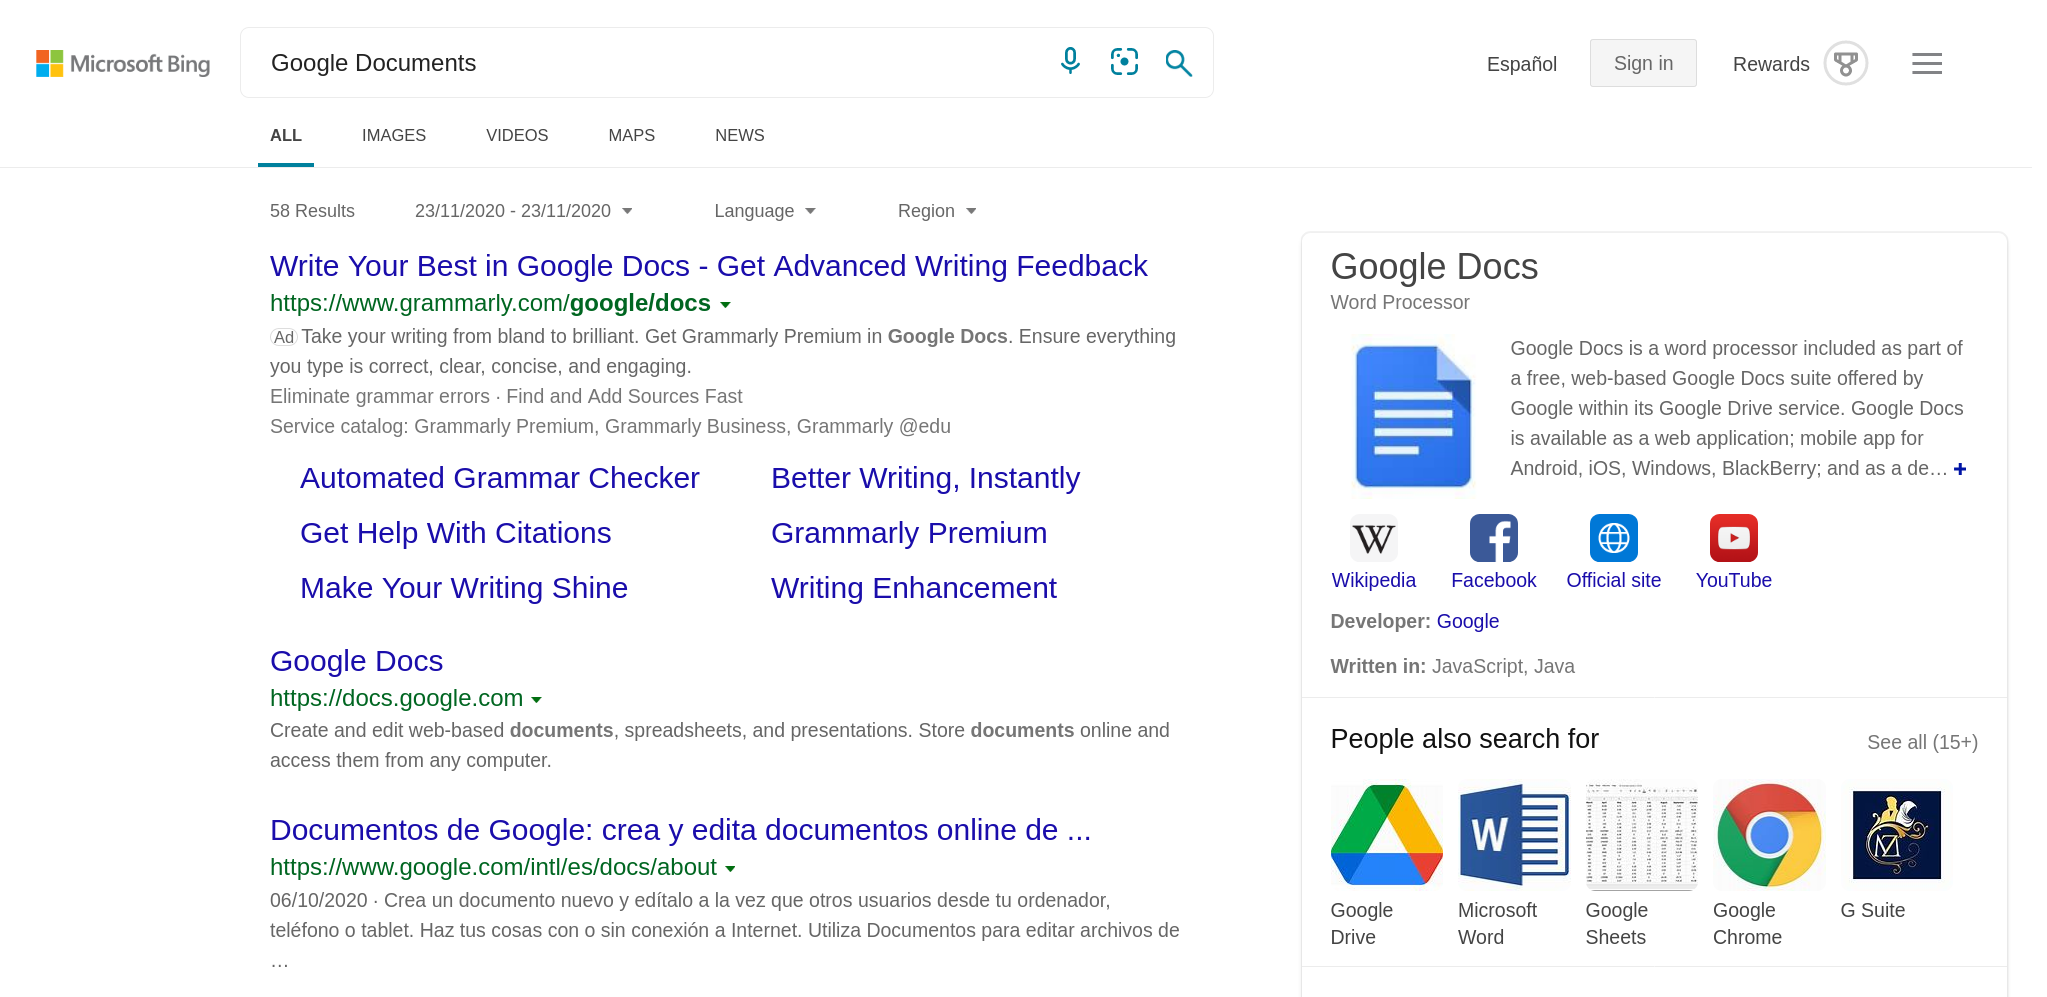 Microsoft Bing
Google Documents
Español
Sign in
Rewards
ALL
IMAGES
VIDEOS
MAPS
NEWS
58 Results
23/11/2020 - 23/11/2020
Language
Region
Write Your Best in Google Docs - Get Advanced Writing Feedback
https://www.grammarly.com/google/docs
Ad Take your writing from bland to brilliant. Get Grammarly Premium in Google Docs. Ensure everything
you type is correct, clear, concise, and engaging.
Eliminate grammar errors · Find and Add Sources Fast
Service catalog: Grammarly Premium, Grammarly Business, Grammarly @edu
Automated Grammar Checker
Better Writing, Instantly
Get Help With Citations
Grammarly Premium
Make Your Writing Shine
Writing Enhancement
Google Docs
https://docs.google.com
Create and edit web-based documents, spreadsheets, and presentations. Store documents online and
access them from any computer.
Documentos de Google: crea y edita documentos online de ...
https://www.google.com/intl/es/docs/about
06/10/2020 · Crea un documento nuevo y edítalo a la vez que otros usuarios desde tu ordenador,
teléfono o tablet. Haz tus cosas con o sin conexión a Internet. Utiliza Documentos para editar archivos de
…
Google Docs
Word Processor
Google Docs is a word processor included as part of
a free, web-based Google Docs suite offered by
Google within its Google Drive service. Google Docs
is available as a web application; mobile app for
Android, iOS, Windows, BlackBerry; and as a de…
W
Wikipedia
Facebook
Official site
YouTube
Developer: Google
Written in: JavaScript, Java
People also search for
See all (15+)
W
Google
Drive
Microsoft
Word
Google
Sheets
Google
Chrome
G Suite